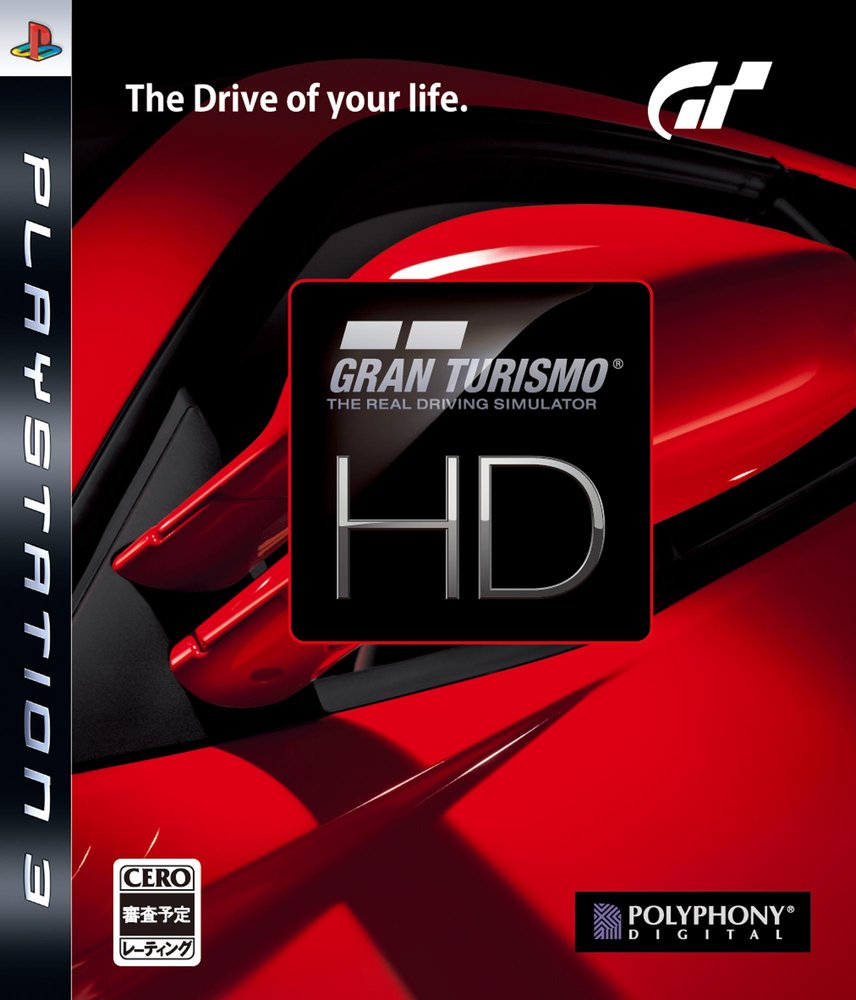 PLAYSTATION 3
The Drive of your life.
GT
GRAN TURISMO®
THE REAL DRIVING SIMULATOR
HD
CERO
審査予定
レーティング
POLYPHONY®
DIGITAL